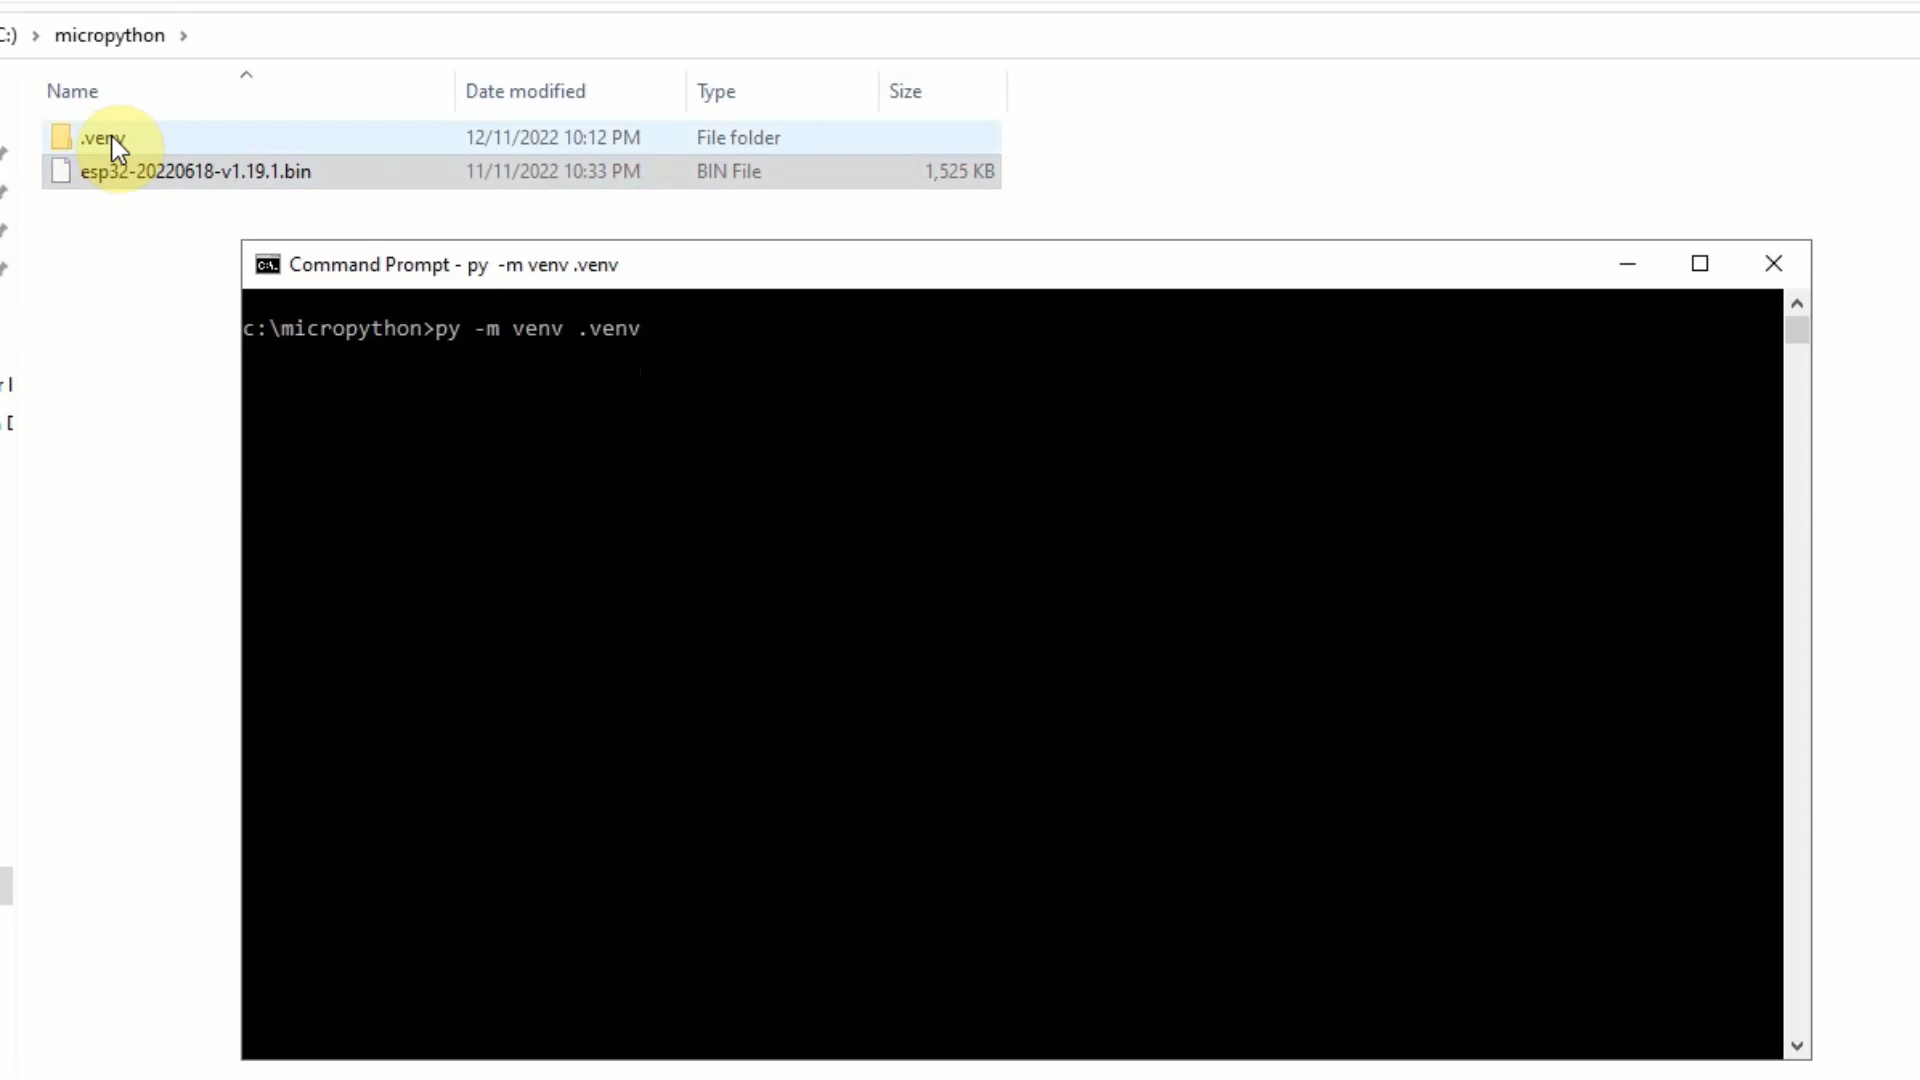 C:) > micropython >
Name Date modified Type Size
.venv 12/11/2022 10:12 PM File folder
esp32-20220618-v1.19.1.bin 11/11/2022 10:33 PM BIN File 1,525 KB
Command Prompt - py -m venv .venv
c:\micropython>py -m venv .venv